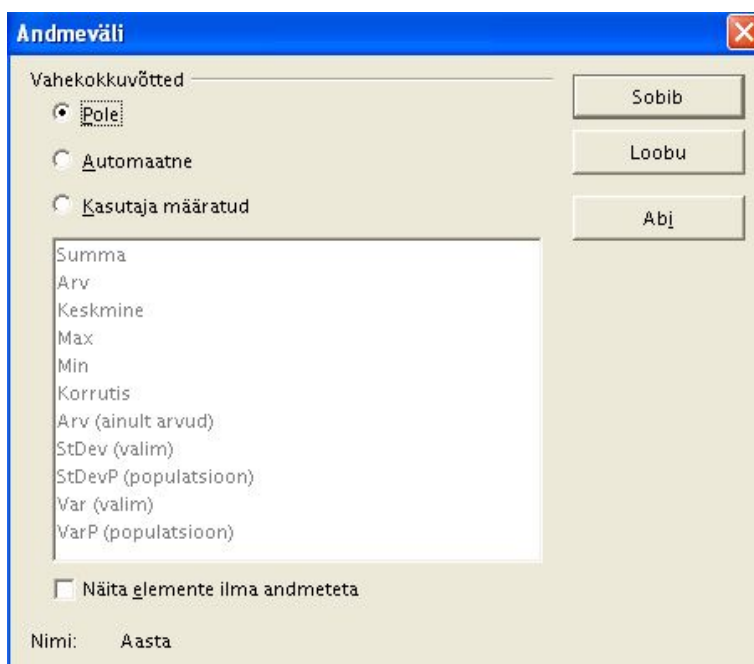 Andmeväli
Vahekokkuvõtted
Pole
Automaatne
Kasutaja määratud
Summa
Arv
Keskmine
Max
Min
Korrutis
Arv (ainult arvud)
StDev (valim)
StDevP (populatsioon)
Var (valim)
VarP (populatsioon)
Näita elemente ilma andmeteta
Nimi: Aasta
Sobib
Loobu
Abi